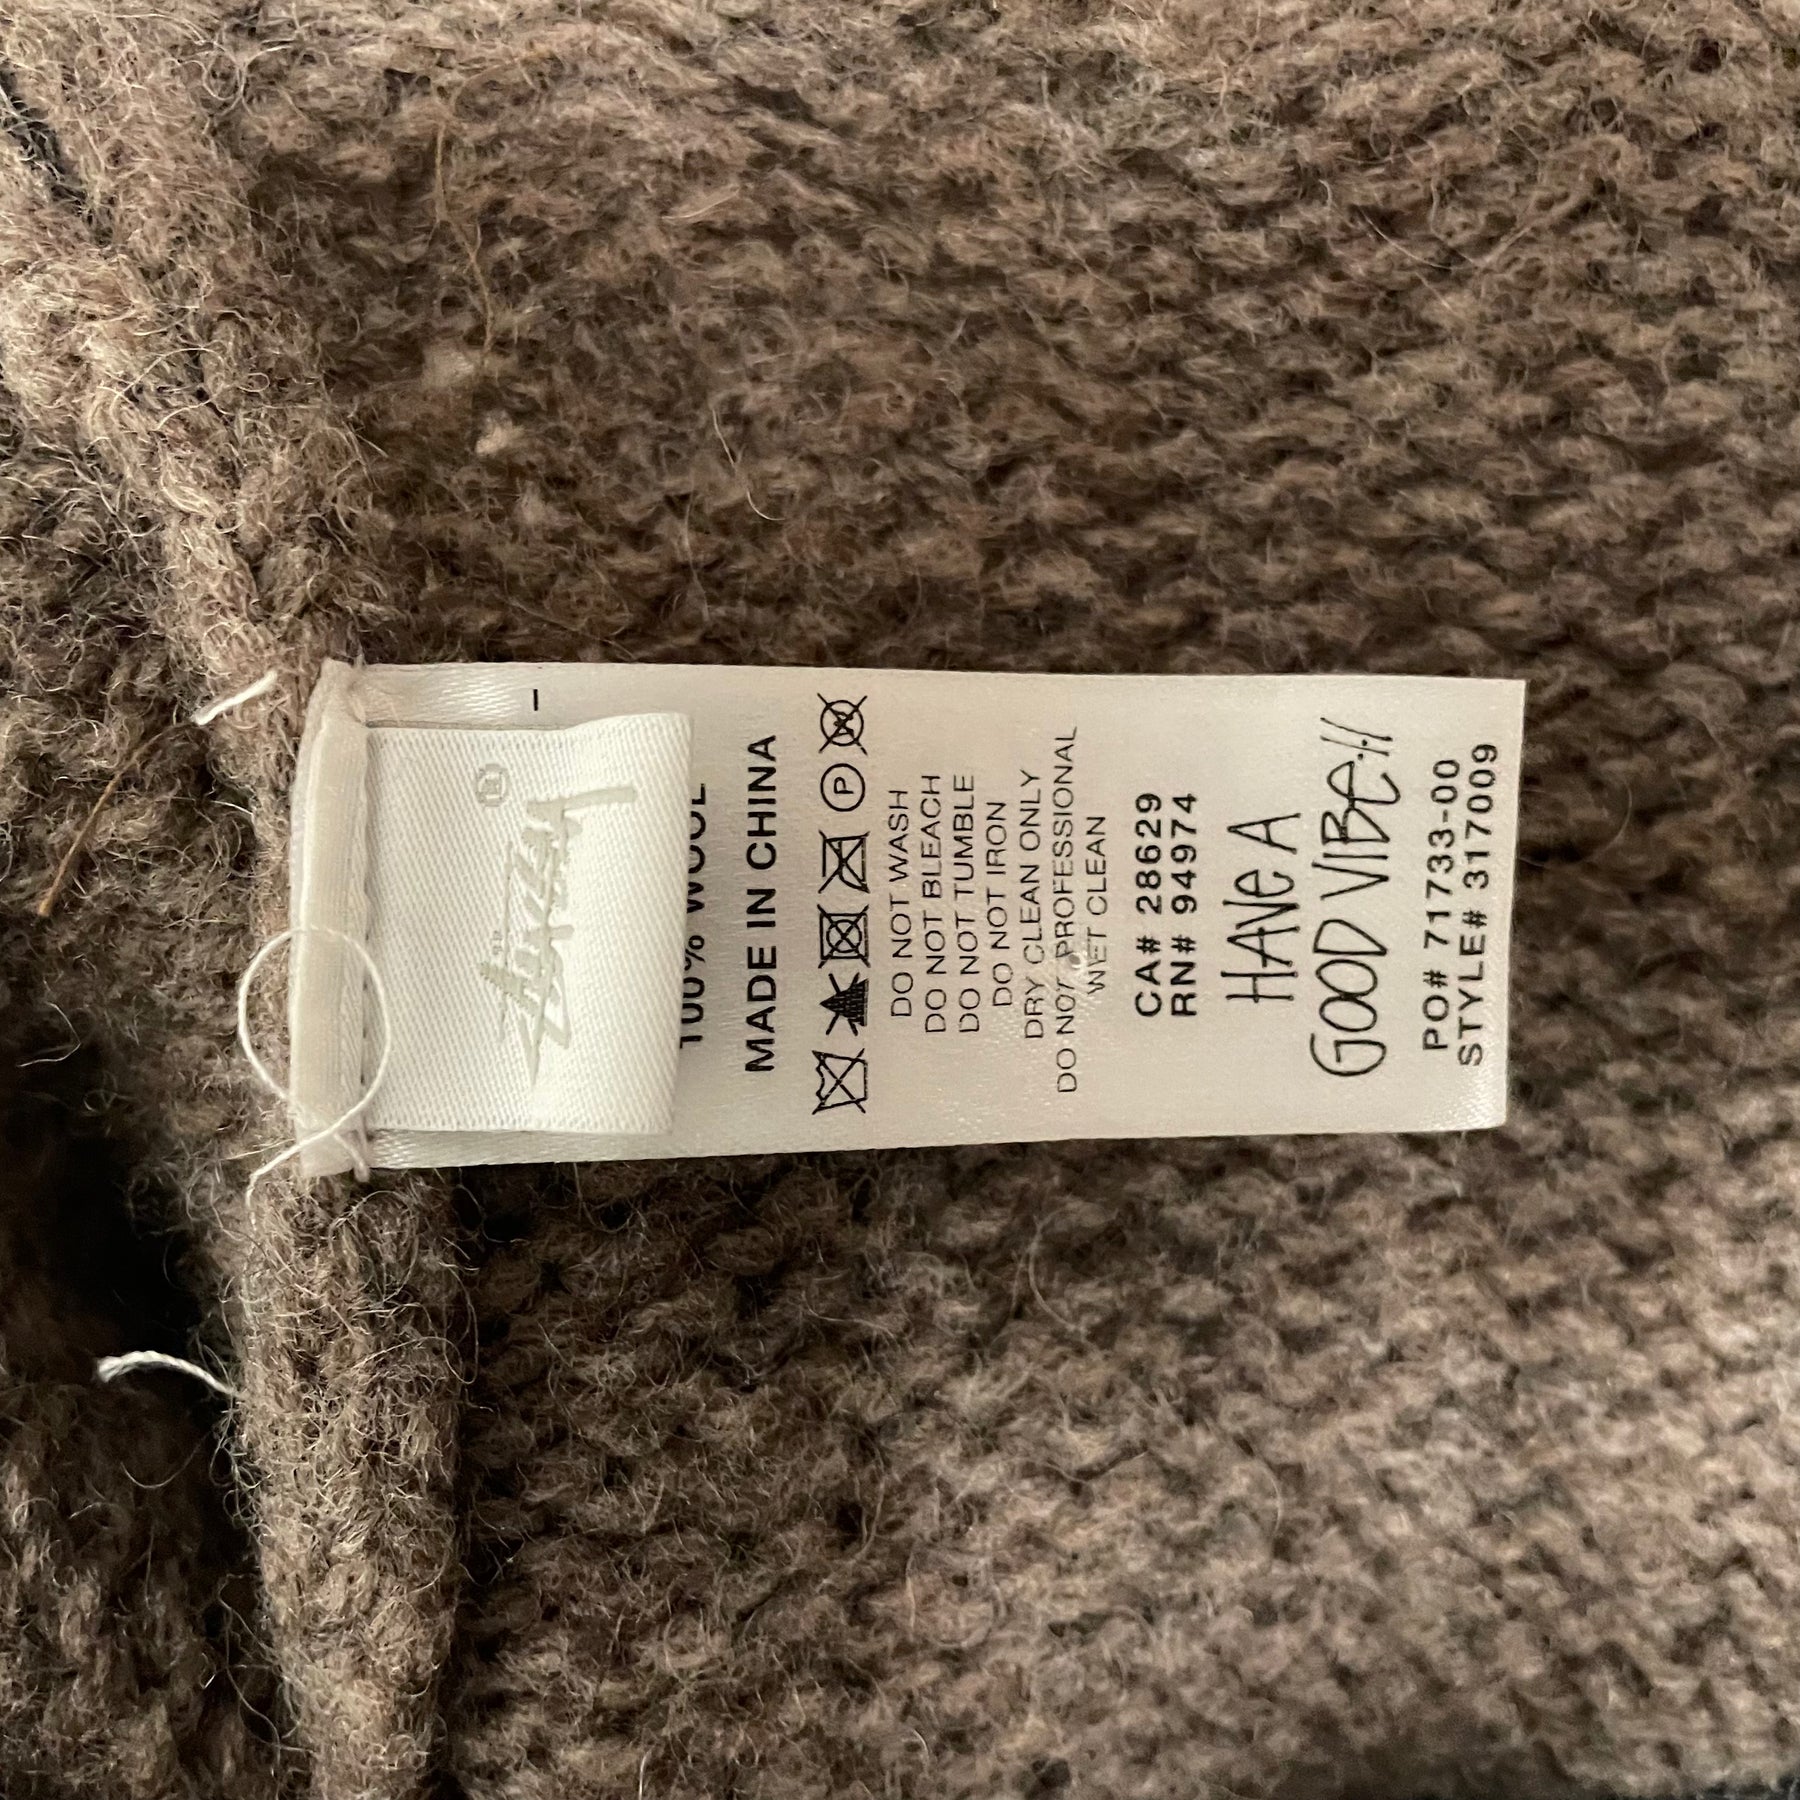 Stüssy®
100% WOOL
MADE IN CHINA
DO NOT WASH
DO NOT BLEACH
DO NOT TUMBLE
DO NOT IRON
DRY CLEAN ONLY
DO NOT PROFESSIONAL
WET CLEAN
CA# 28629
RN# 94974
HAVE A
GOOD VIBE!!
PO# 71733-00
STYLE# 317009